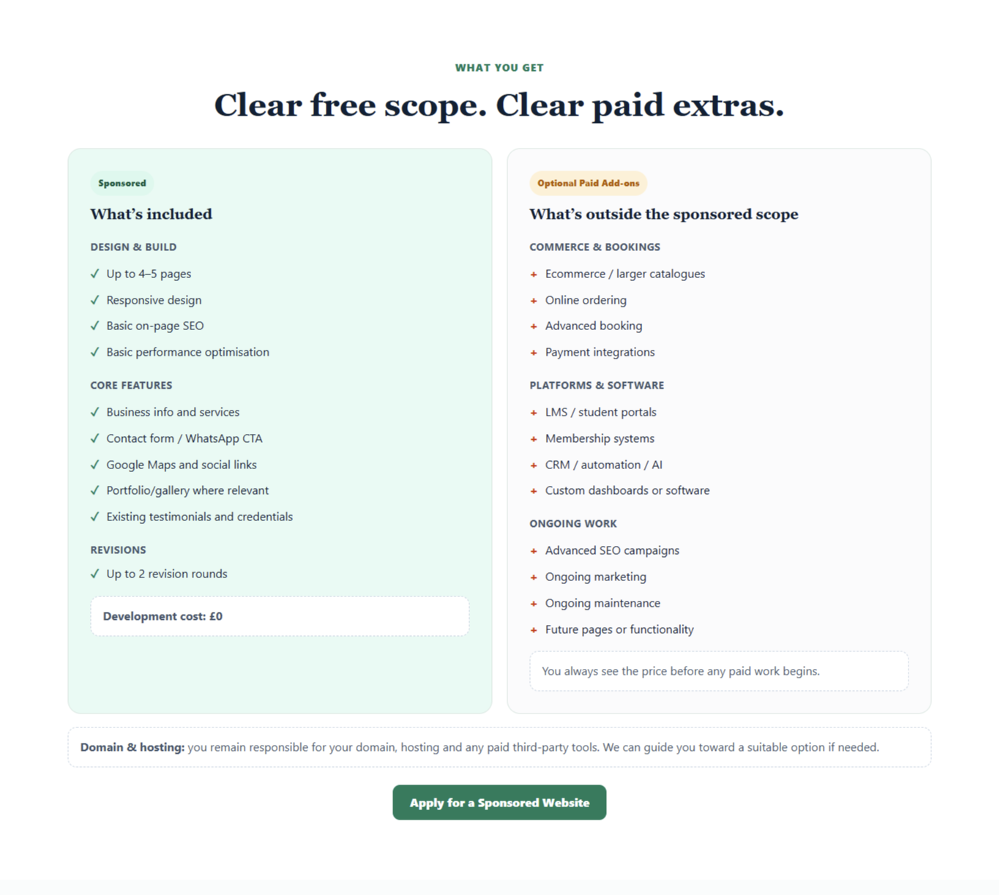 WHAT YOU GET
Clear free scope. Clear paid extras.
Sponsored
What’s included
DESIGN & BUILD
✓ Up to 4–5 pages
✓ Responsive design
✓ Basic on-page SEO
✓ Basic performance optimisation
CORE FEATURES
✓ Business info and services
✓ Contact form / WhatsApp CTA
✓ Google Maps and social links
✓ Portfolio/gallery where relevant
✓ Existing testimonials and credentials
REVISIONS
✓ Up to 2 revision rounds
Development cost: £0
Optional Paid Add-ons
What’s outside the sponsored scope
COMMERCE & BOOKINGS
+ Ecommerce / larger catalogues
+ Online ordering
+ Advanced booking
+ Payment integrations
PLATFORMS & SOFTWARE
+ LMS / student portals
+ Membership systems
+ CRM / automation / AI
+ Custom dashboards or software
ONGOING WORK
+ Advanced SEO campaigns
+ Ongoing marketing
+ Ongoing maintenance
+ Future pages or functionality
You always see the price before any paid work begins.
Domain & hosting: you remain responsible for your domain, hosting and any paid third-party tools. We can guide you toward a suitable option if needed.
Apply for a Sponsored Website